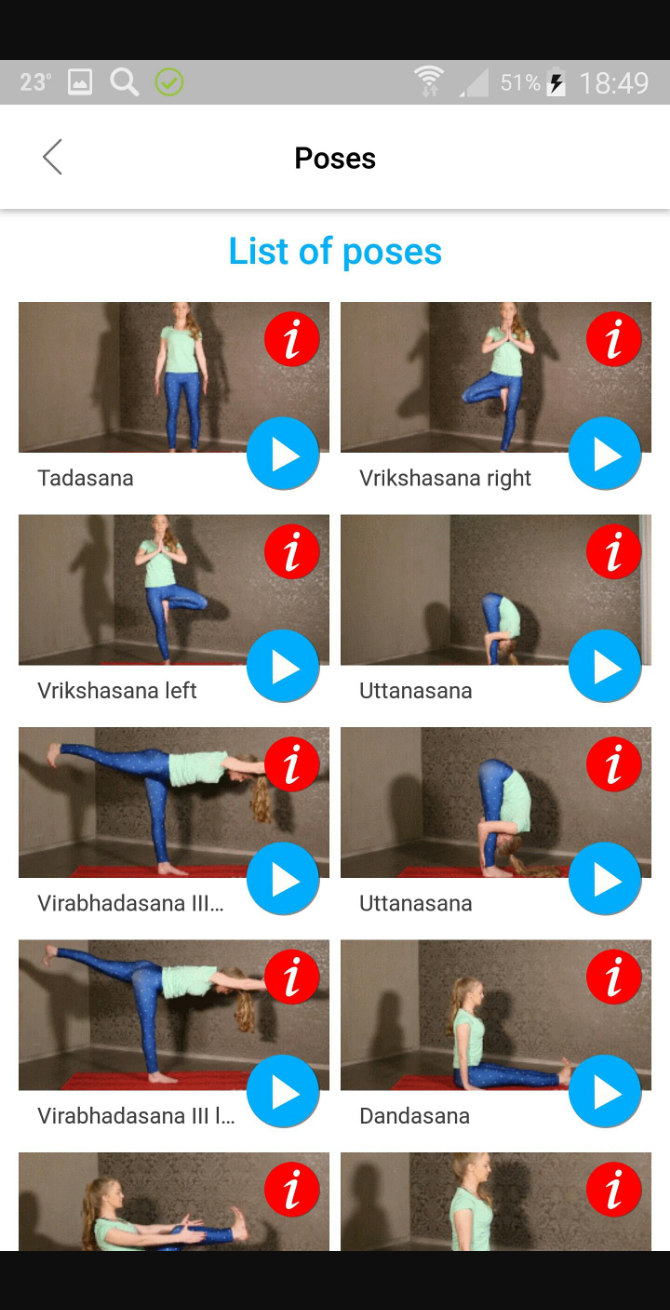 23° 51% 18:49
Poses
List of poses
i i
Tadasana Vrikshasana right
i i
Vrikshasana left Uttanasana
i i
Virabhadasana III... Uttanasana
i i
Virabhadasana III l... Dandasana
i i